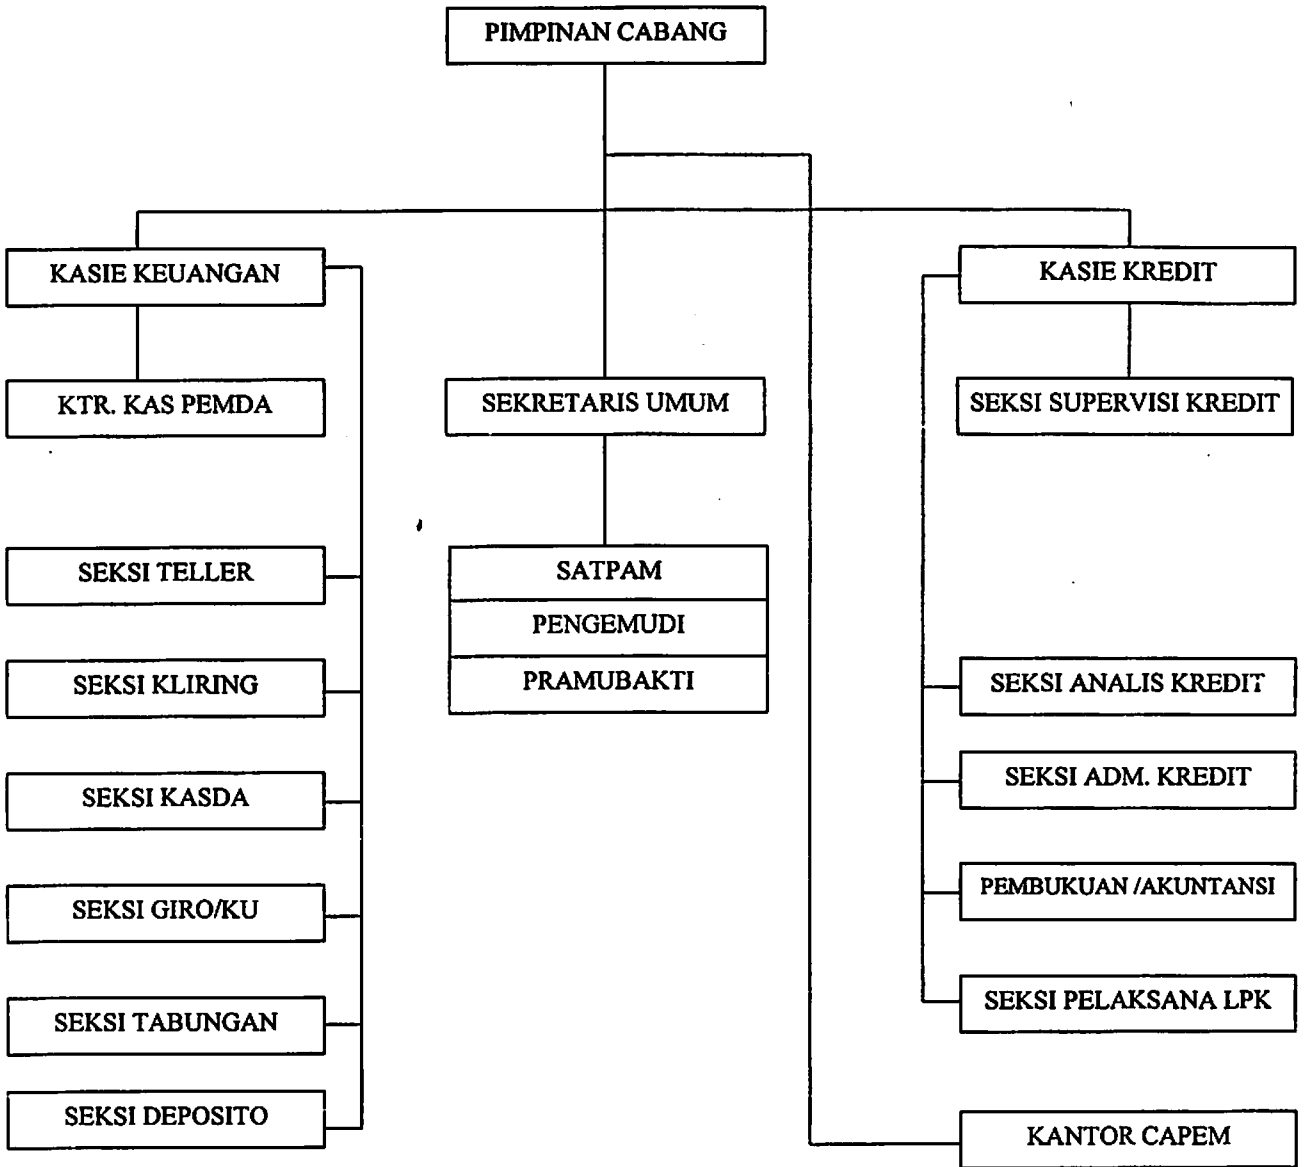 PIMPINAN CABANG
KASIE KEUANGAN
KASIE KREDIT
KTR. KAS PEMDA
SEKRETARIS UMUM
SEKSI SUPERVISI KREDIT
SEKSI TELLER
SATPAM
PENGEMUDI
SEKSI KLIRING
PRAMUBAKTI
SEKSI ANALIS KREDIT
SEKSI KASDA
SEKSI ADM. KREDIT
SEKSI GIRO/KU
PEMBUKUAN /AKUNTANSI
SEKSI TABUNGAN
SEKSI PELAKSANA LPK
SEKSI DEPOSITO
KANTOR CAPEM